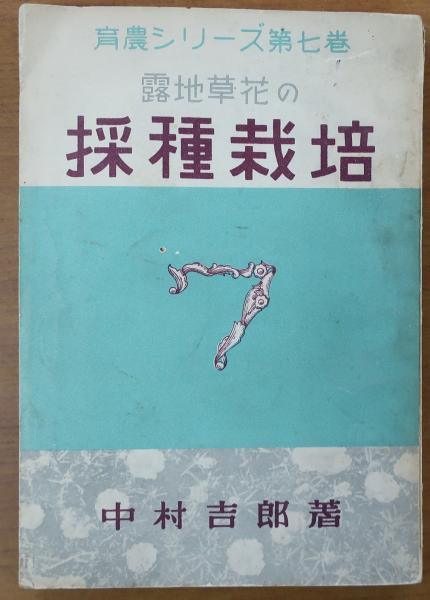 育農シリーズ第七巻
露地草花の
採種栽培
7
中村吉郎著